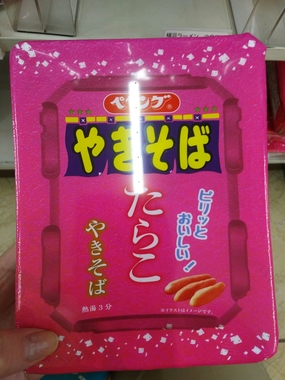 ペヤング
やきそば
たらこ
やきそば
熱湯3分
ピリッと
おいしい!
※イラストはイメージです。